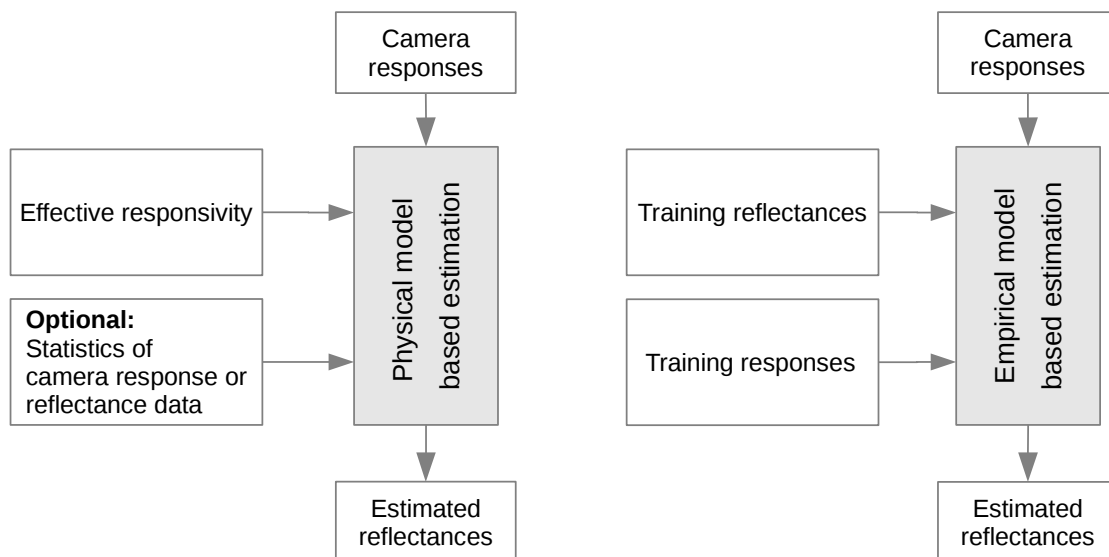 Camera
responses
Effective responsivity
Optional:
Statistics of
camera response or
reflectance data
Physical model
based estimation
Estimated
reflectances
Camera
responses
Training reflectances
Training responses
Empirical model
based estimation
Estimated
reflectances